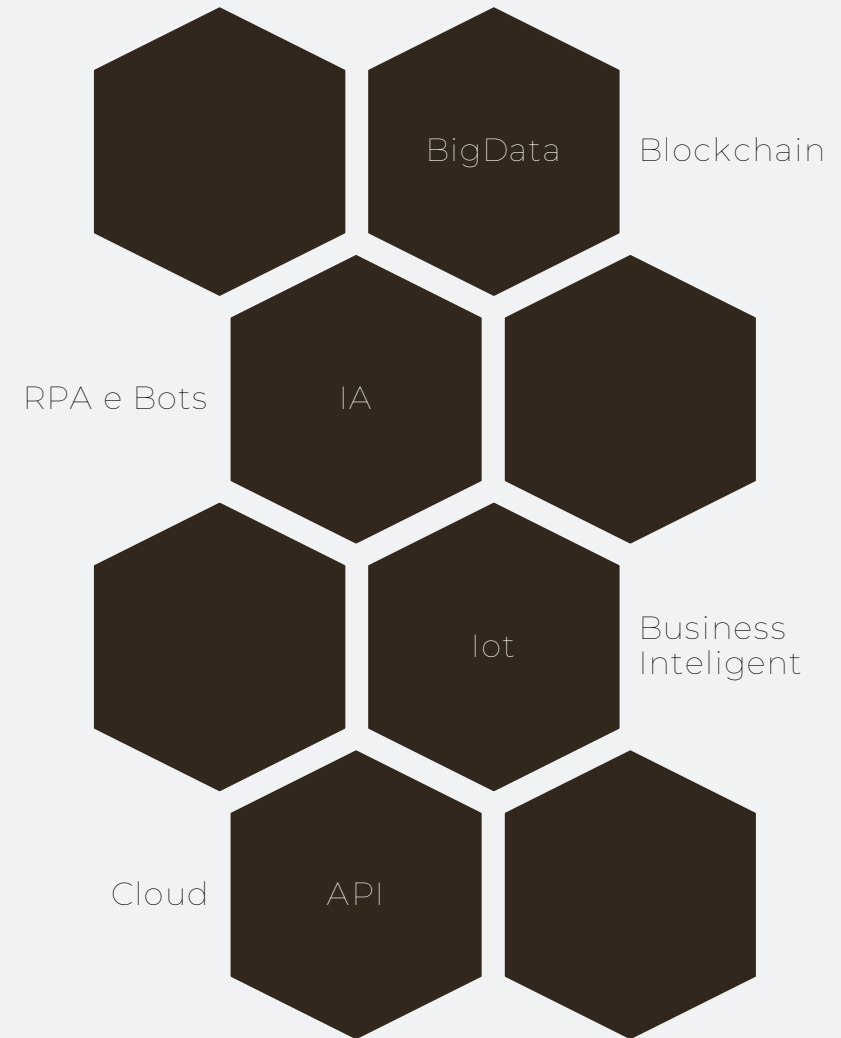 BigData
Blockchain
RPA e Bots
IA
Iot
Business
Inteligent
Cloud
API